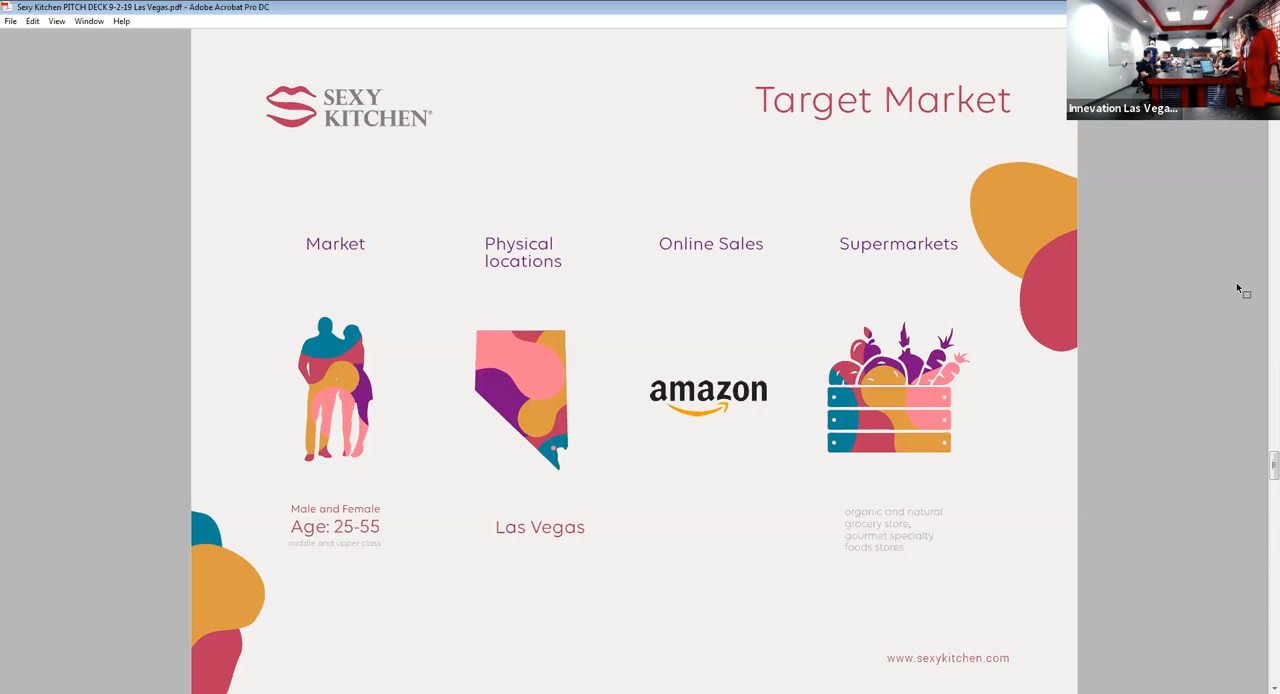 Sexy Kitchen PITCH DECK 9-2-19 Las Vegas.pdf - Adobe Acrobat Pro DC
File Edit View Window Help
Innevation Las Vega...
SEXY
KITCHEN®
Target Market
Market
Physical
locations
Online Sales
Supermarkets
amazon
Male and Female
Age: 25-55
middle and upper class
Las Vegas
organic and natural
grocery store,
gourmet specialty
foods stores
www.sexykitchen.com